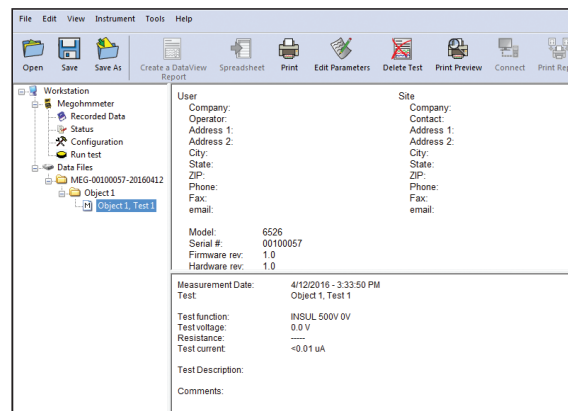 File Edit View Instrument Tools Help
Open Save Save As Create a DataView Report Spreadsheet Print Edit Parameters Delete Test Print Preview Connect Print Rep
Workstation
Megohmmeter
Recorded Data
Status
Configuration
Run test
Data Files
MEG-00100057-20160412
Object 1
M Object 1, Test 1
User Site
Company: Company:
Operator: Contact:
Address 1: Address 1:
Address 2: Address 2:
City: City:
State: State:
ZIP: ZIP:
Phone: Phone:
Fax: Fax:
email: email:
Model: 6526
Serial #: 00100057
Firmware rev: 1.0
Hardware rev: 1.0
Measurement Date: 4/12/2016 - 3:33:50 PM
Test: Object 1, Test 1
Test function: INSUL 500V 0V
Test voltage: 0.0 V
Resistance: -----
Test current: <0.01 uA
Test Description:
Comments: